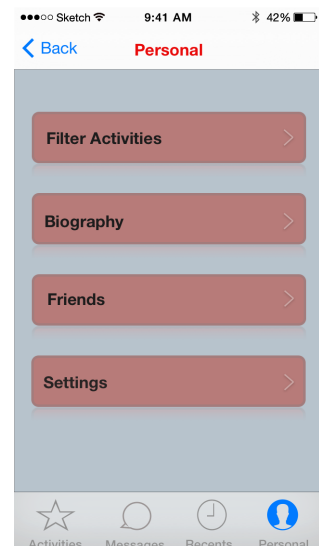 Sketch 9:41 AM 42%
Back Personal
Filter Activities
Biography
Friends
Settings
Activities Messages Recents Personal